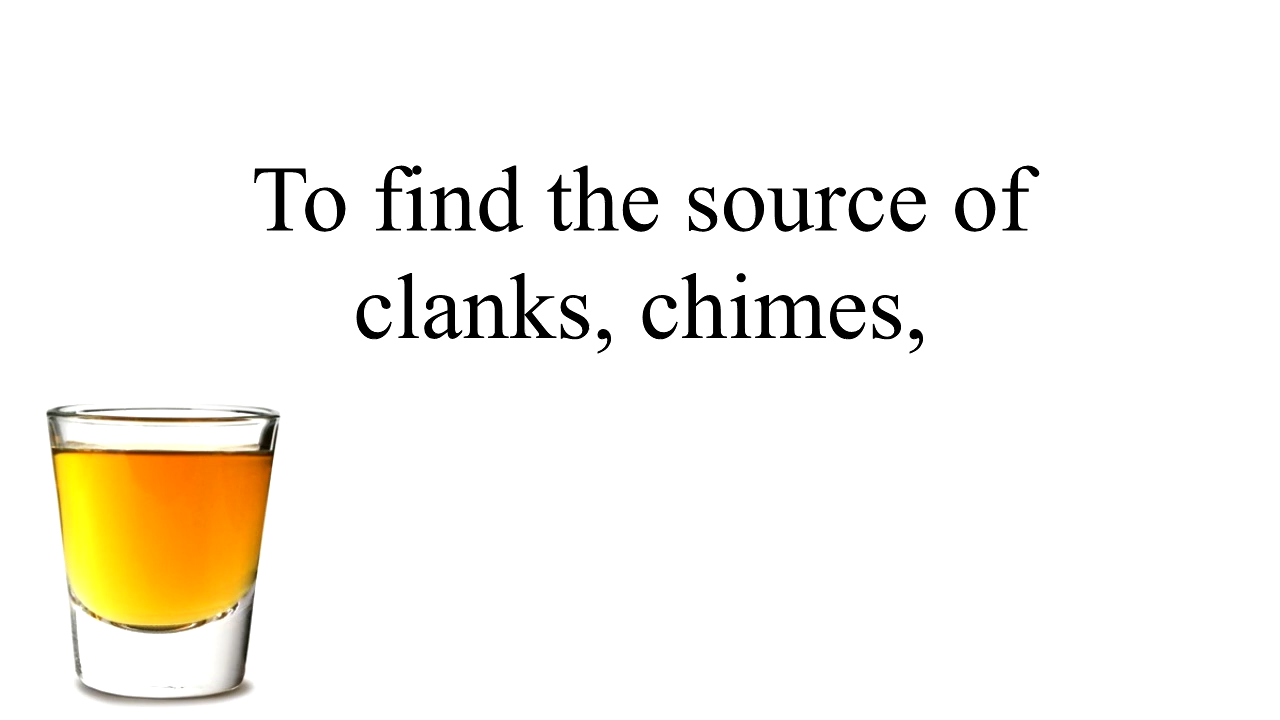 To find the source of
clanks, chimes,